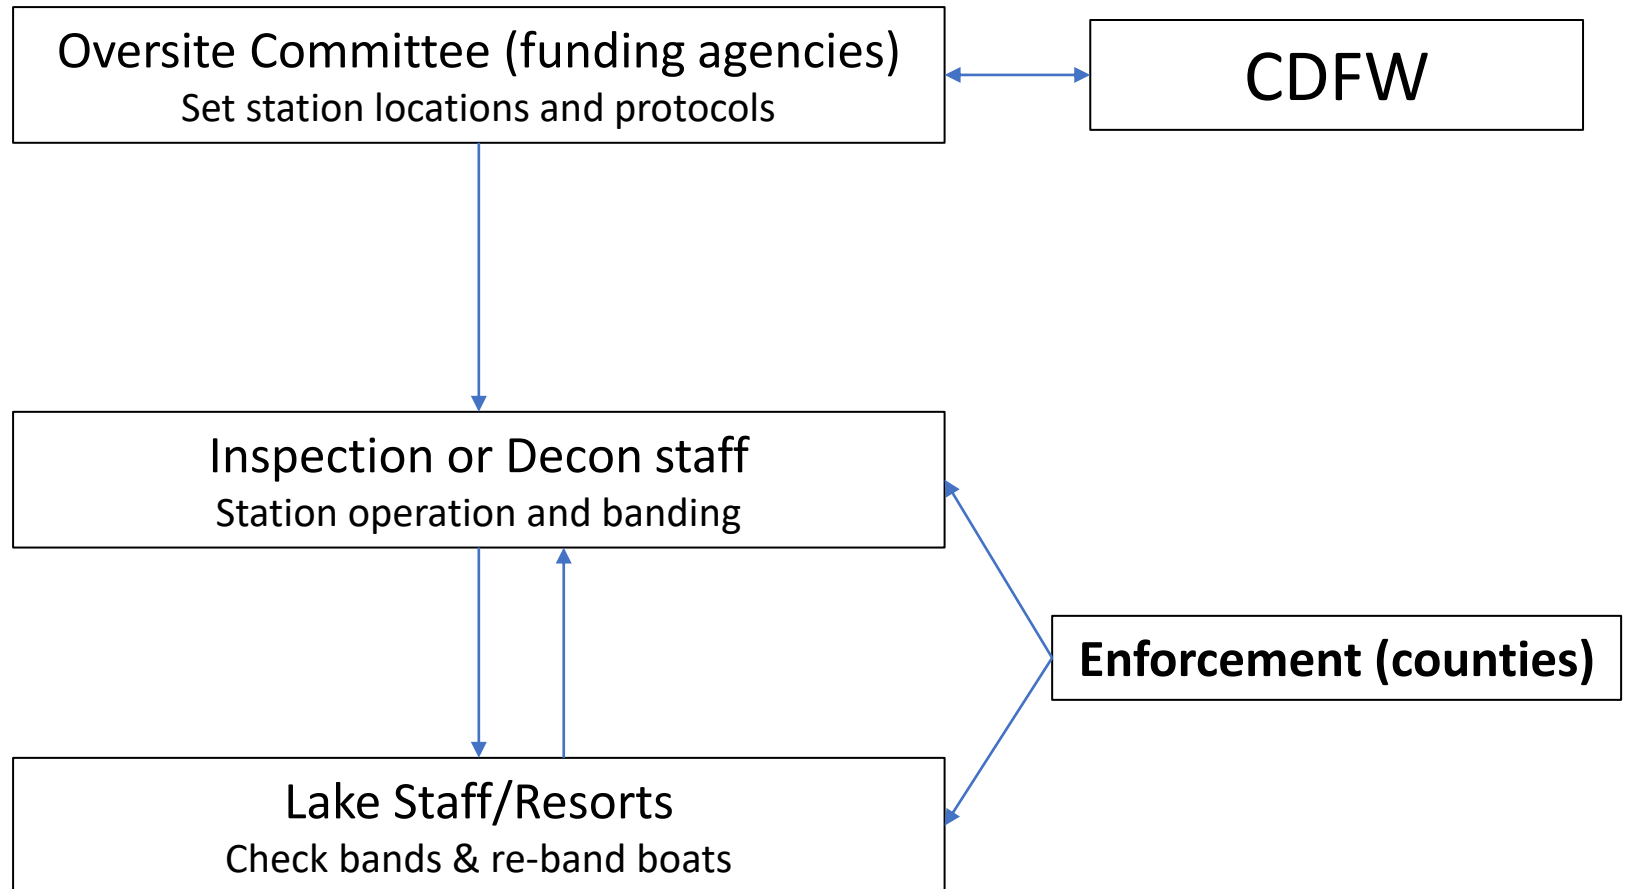 Oversite Committee (funding agencies)
Set station locations and protocols
CDFW
Inspection or Decon staff
Station operation and banding
Enforcement (counties)
Lake Staff/Resorts
Check bands & re-band boats